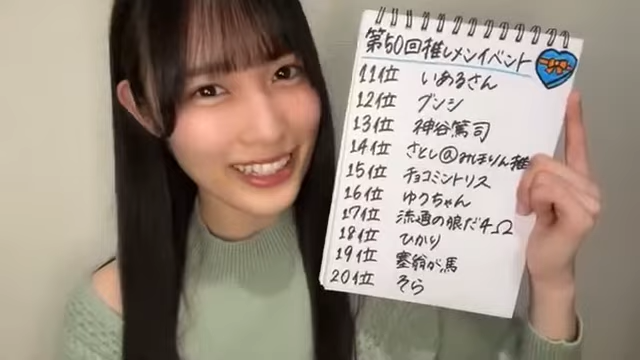 第50回推しメンイベント
11位 いあるさん
12位 ブンシ
13位 神谷篤司
14位 さとし@みほりん推
15位 チョコミントリス
16位 ゆうちゃん
17位 流通の狼だ4Ω
18位 ひかり
19位 塞翁が馬
20位 そら